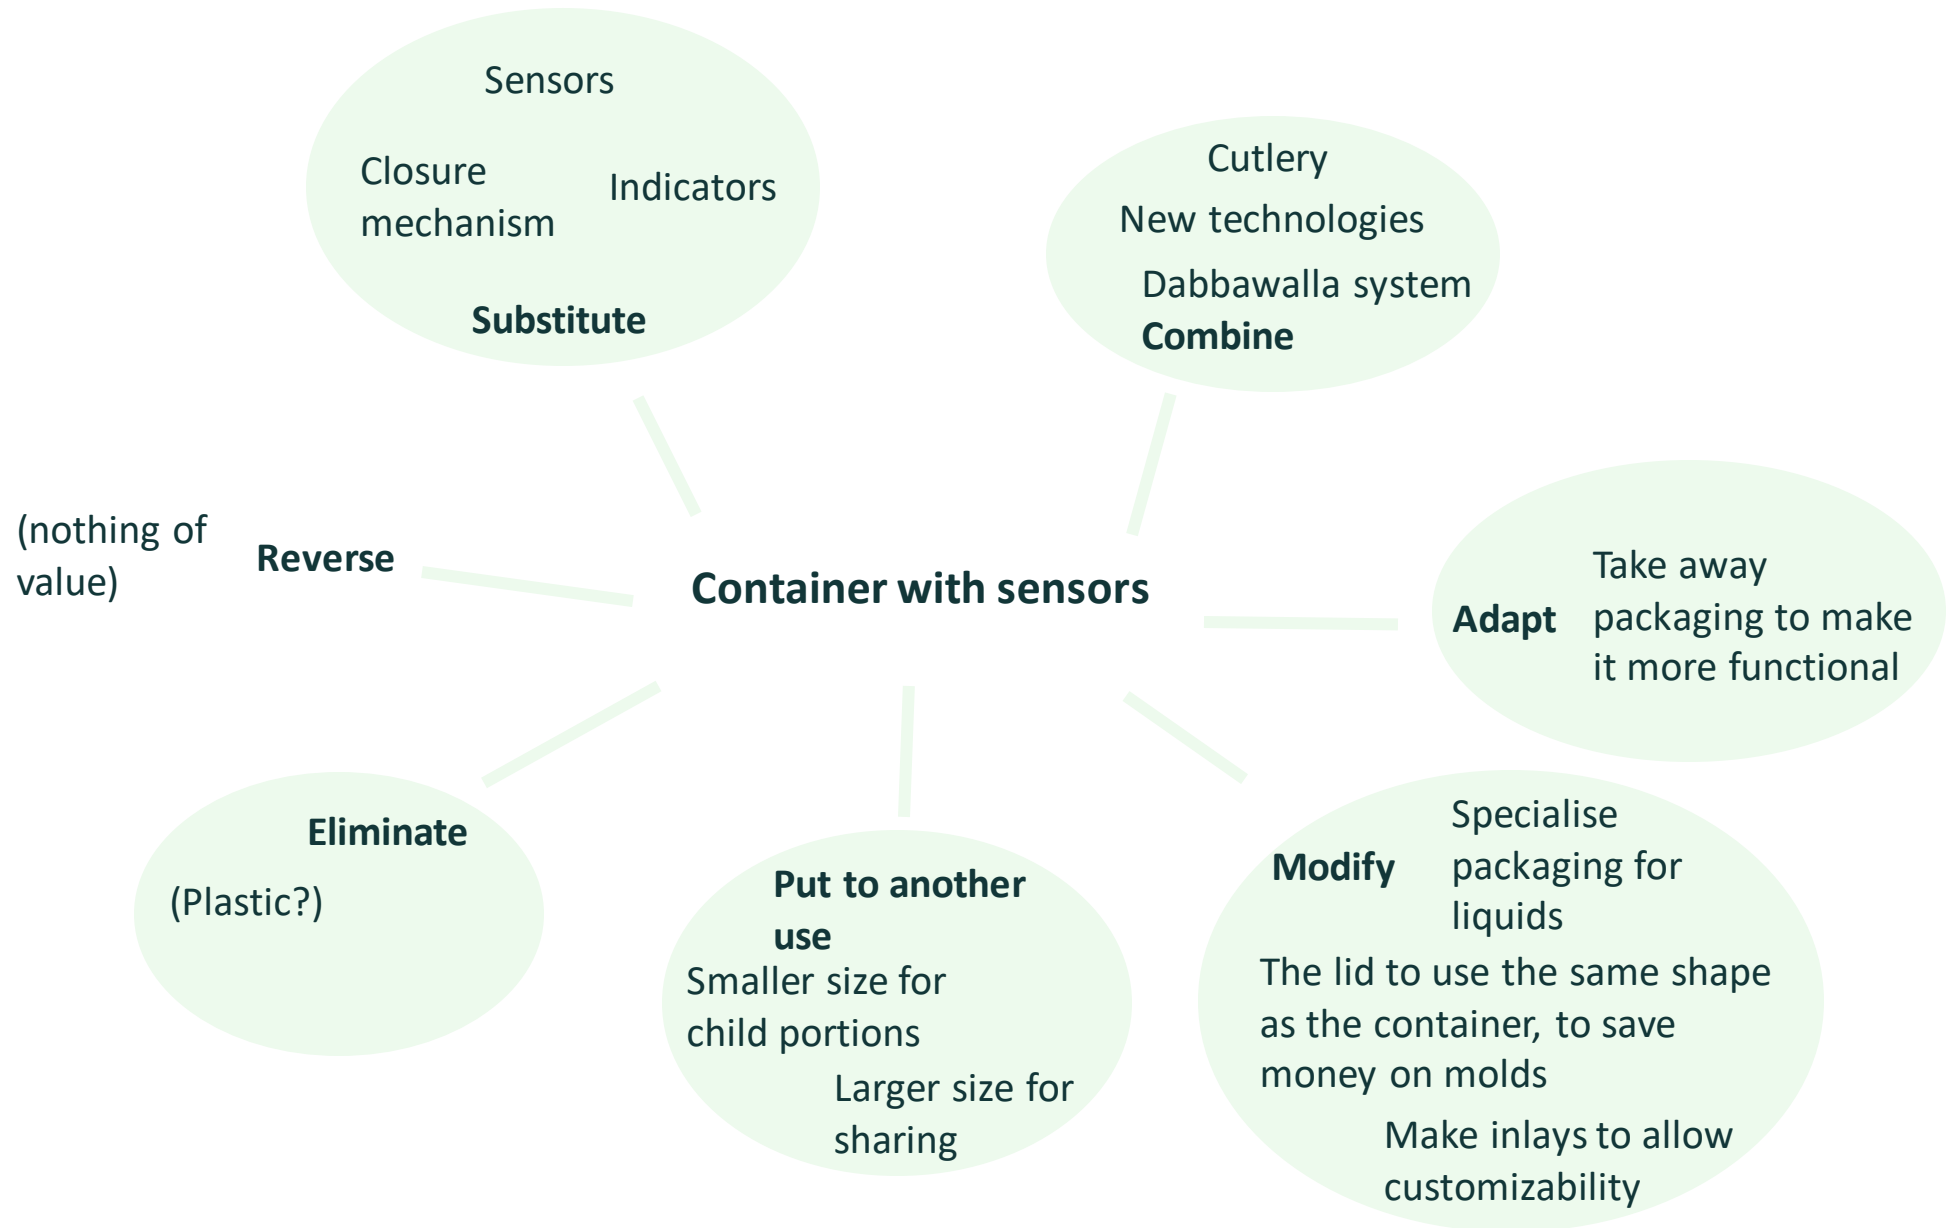 Sensors
Closure
mechanism
Indicators
Substitute
Cutlery
New technologies
Dabbawalla system
Combine
(nothing of
value)
Reverse
Container with sensors
Adapt
Take away
packaging to make
it more functional
Eliminate
(Plastic?)
Put to another
use
Smaller size for
child portions
Larger size for
sharing
Modify
Specialise
packaging for
liquids
The lid to use the same shape
as the container, to save
money on molds
Make inlays to allow
customizability